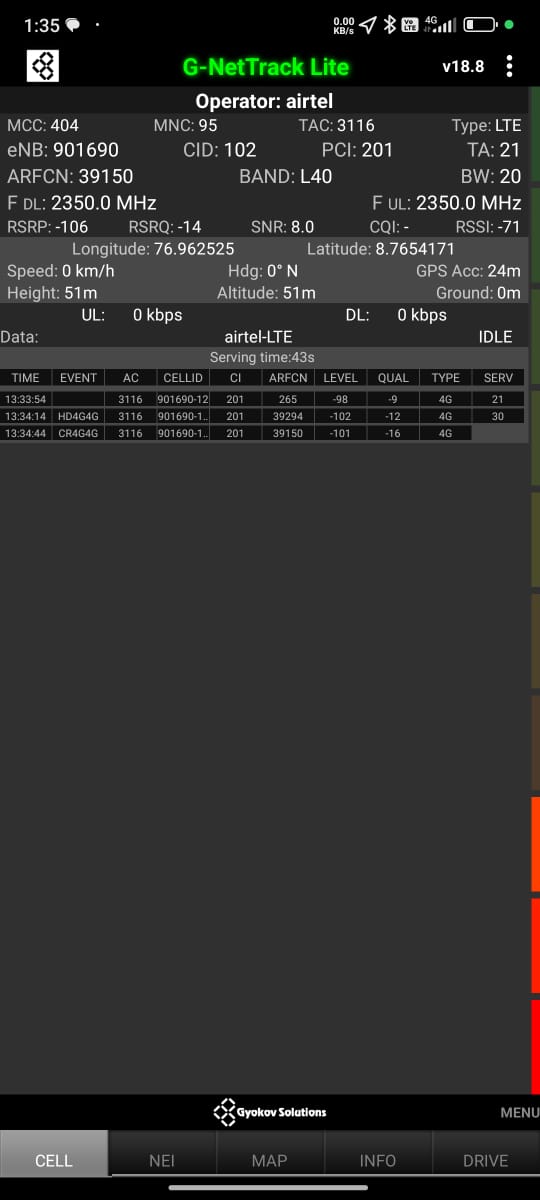 1:35
0.00 KB/s
Vo LTE
4G
G-NetTrack Lite
v18.8
Operator: airtel
MCC: 404 MNC: 95 TAC: 3116 Type: LTE
eNB: 901690 CID: 102 PCI: 201 TA: 21
ARFCN: 39150 BAND: L40 BW: 20
F DL: 2350.0 MHz F UL: 2350.0 MHz
RSRP: -106 RSRQ: -14 SNR: 8.0 CQI: - RSSI: -71
Longitude: 76.962525 Latitude: 8.7654171
Speed: 0 km/h Hdg: 0° N GPS Acc: 24m
Height: 51m Altitude: 51m Ground: 0m
UL: 0 kbps DL: 0 kbps
Data: airtel-LTE IDLE
Serving time:43s
TIME EVENT AC CELLID CI ARFCN LEVEL QUAL TYPE SERV
13:33:54 3116 901690-12 201 265 -98 -9 4G 21
13:34:14 HD4G4G 3116 901690-1.. 201 39294 -102 -12 4G 30
13:34:44 CR4G4G 3116 901690-1.. 201 39150 -101 -16 4G
Gyokov Solutions
MENU
CELL NEI MAP INFO DRIVE